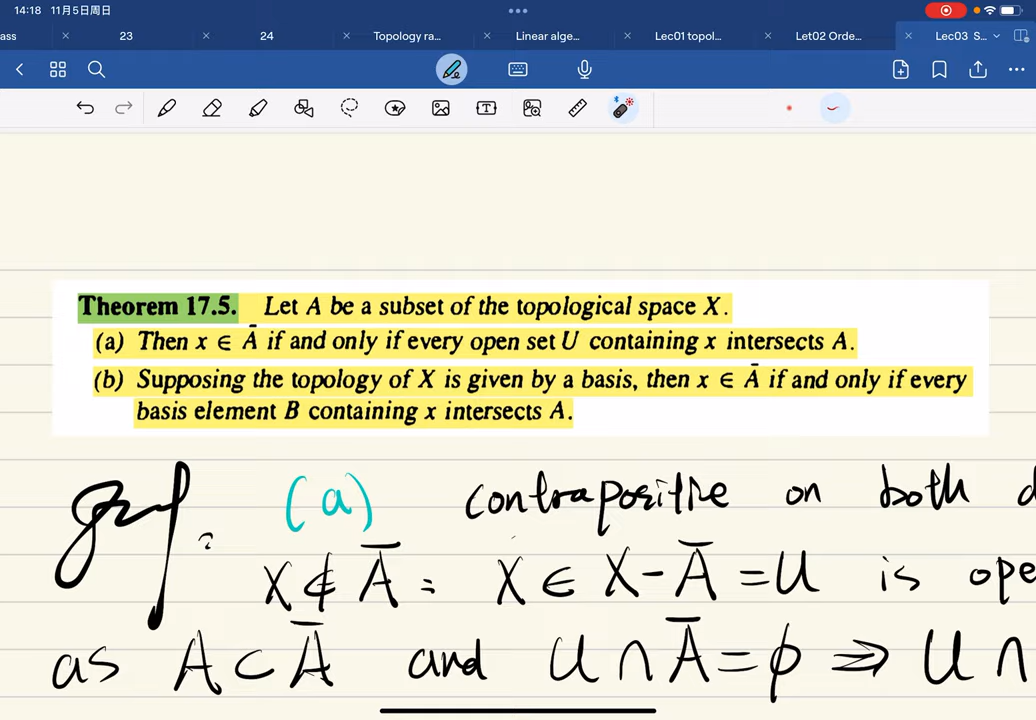 14:18 11月5日周日
ass 23 24 Topology ra... Linear alge... Lec01 topol... Let02 Orde... Lec03 S...
Theorem 17.5. Let A be a subset of the topological space X.
(a) Then x ∈ Ā if and only if every open set U containing x intersects A.
(b) Supposing the topology of X is given by a basis, then x ∈ Ā if and only if every
basis element B containing x intersects A.
(a) contrapositive on both d
x ∉ Ā : x ∈ X - Ā = U is ope
as A ⊂ Ā and U ∩ Ā = ϕ ⇒ U ∩